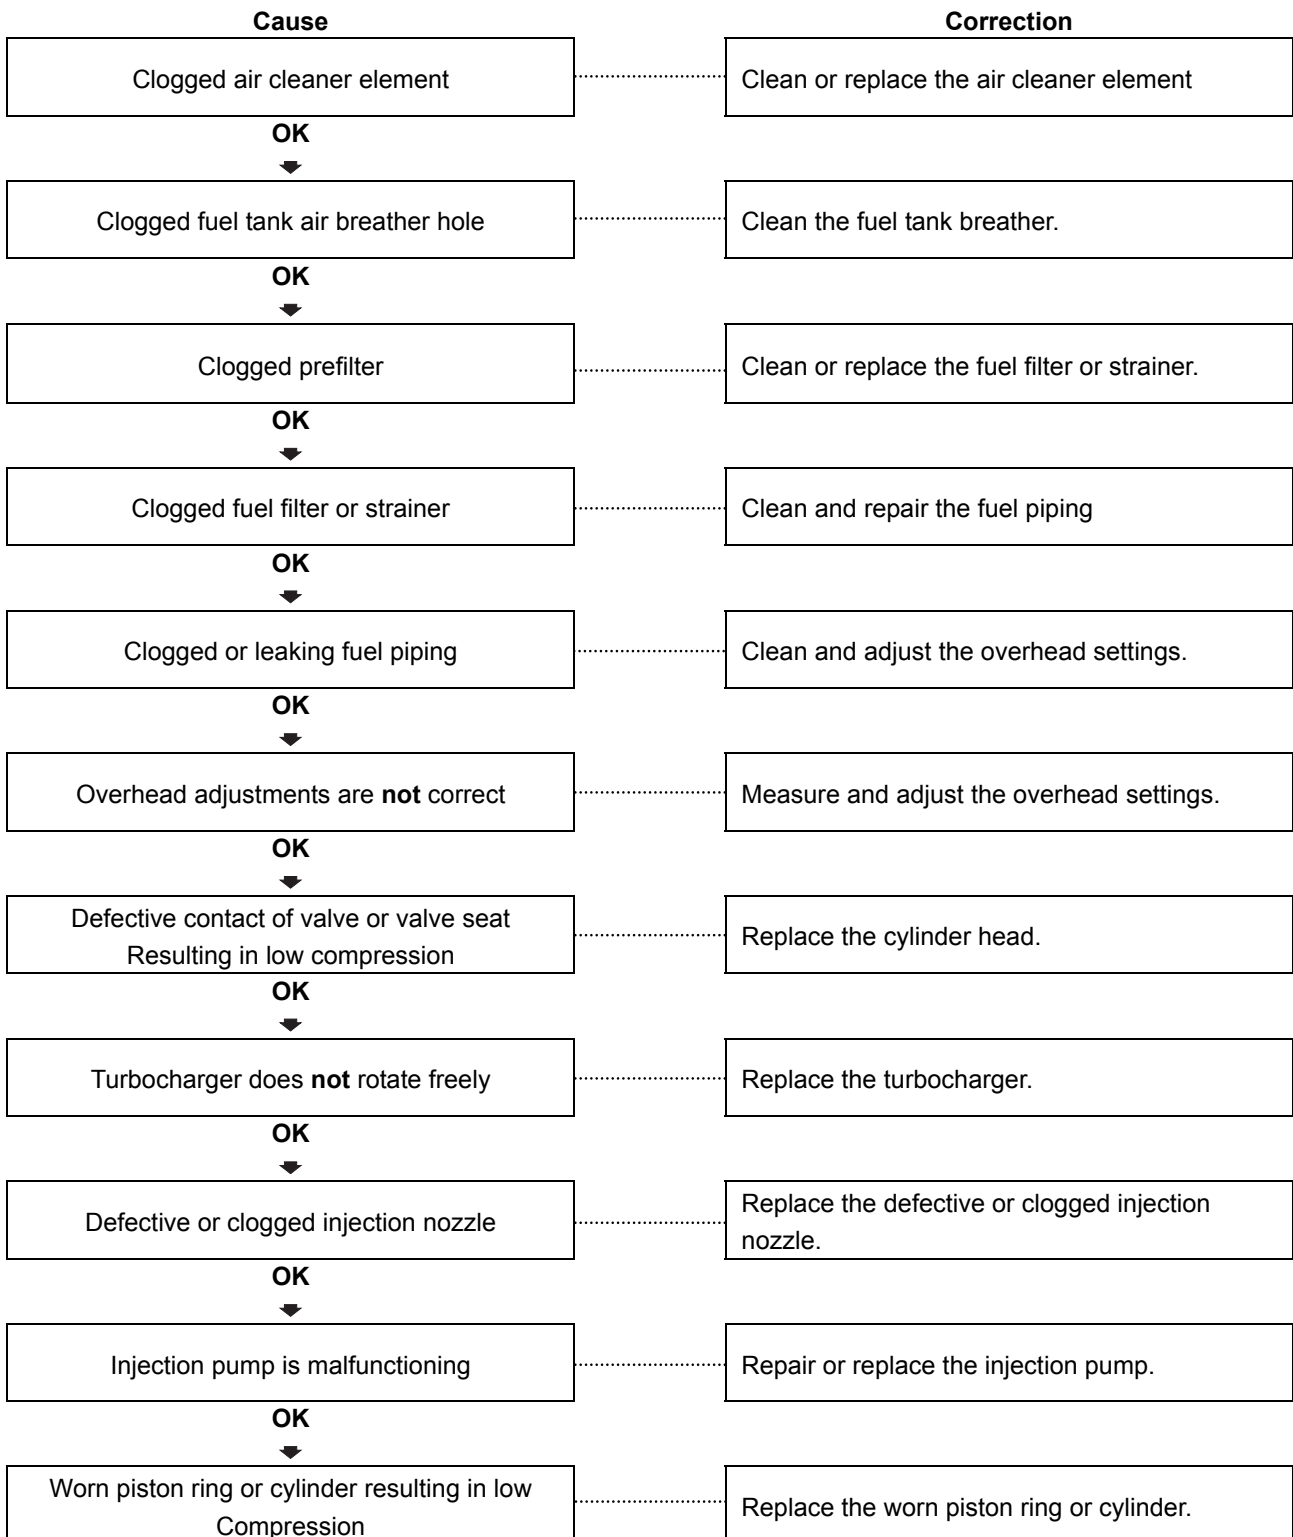 Cause
Correction
Clogged air cleaner element
Clean or replace the air cleaner element
OK
Clogged fuel tank air breather hole
Clean the fuel tank breather.
OK
Clogged prefilter
Clean or replace the fuel filter or strainer.
OK
Clogged fuel filter or strainer
Clean and repair the fuel piping
OK
Clogged or leaking fuel piping
Clean and adjust the overhead settings.
OK
Overhead adjustments are not correct
Measure and adjust the overhead settings.
OK
Defective contact of valve or valve seat
Resulting in low compression
Replace the cylinder head.
OK
Turbocharger does not rotate freely
Replace the turbocharger.
OK
Defective or clogged injection nozzle
Replace the defective or clogged injection
nozzle.
OK
Injection pump is malfunctioning
Repair or replace the injection pump.
OK
Worn piston ring or cylinder resulting in low
Compression
Replace the worn piston ring or cylinder.